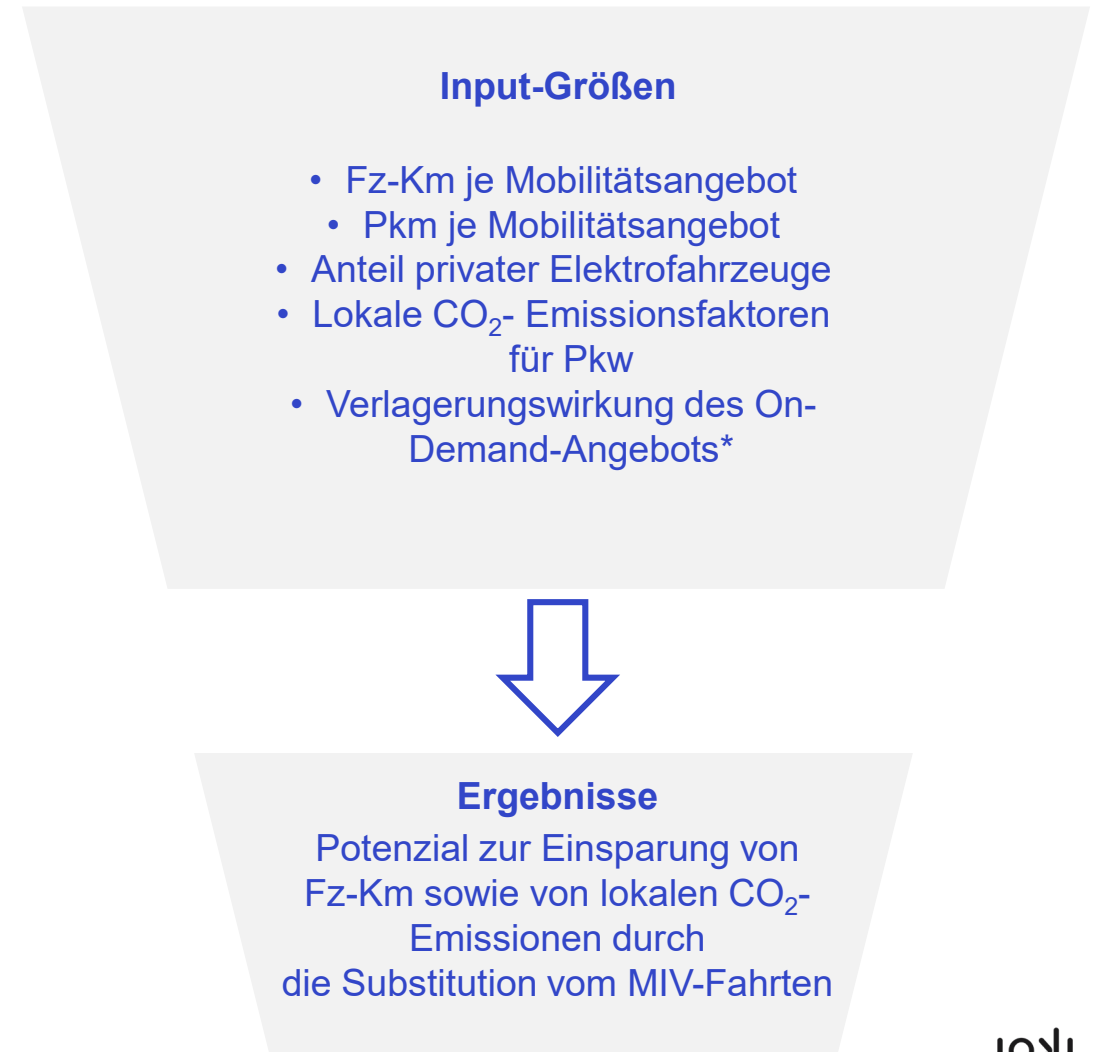 Input-Größen
• Fz-Km je Mobilitätsangebot
• Pkm je Mobilitätsangebot
• Anteil privater Elektrofahrzeuge
• Lokale CO₂- Emissionsfaktoren
für Pkw
• Verlagerungswirkung des On-
Demand-Angebots*
Ergebnisse
Potenzial zur Einsparung von
Fz-Km sowie von lokalen CO₂-
Emissionen durch
die Substitution vom MIV-Fahrten